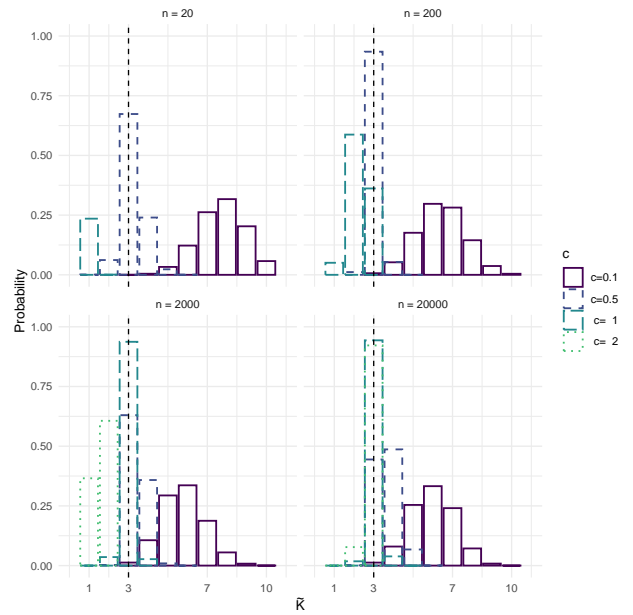 n = 20
n = 200
1.00
0.75
0.50
0.25
0.00
Probability
n = 2000
n = 20000
1.00
0.75
0.50
0.25
0.00
1
3
7
10
1
3
7
10
K̃
c
c=0.1
c=0.5
c= 1
c= 2